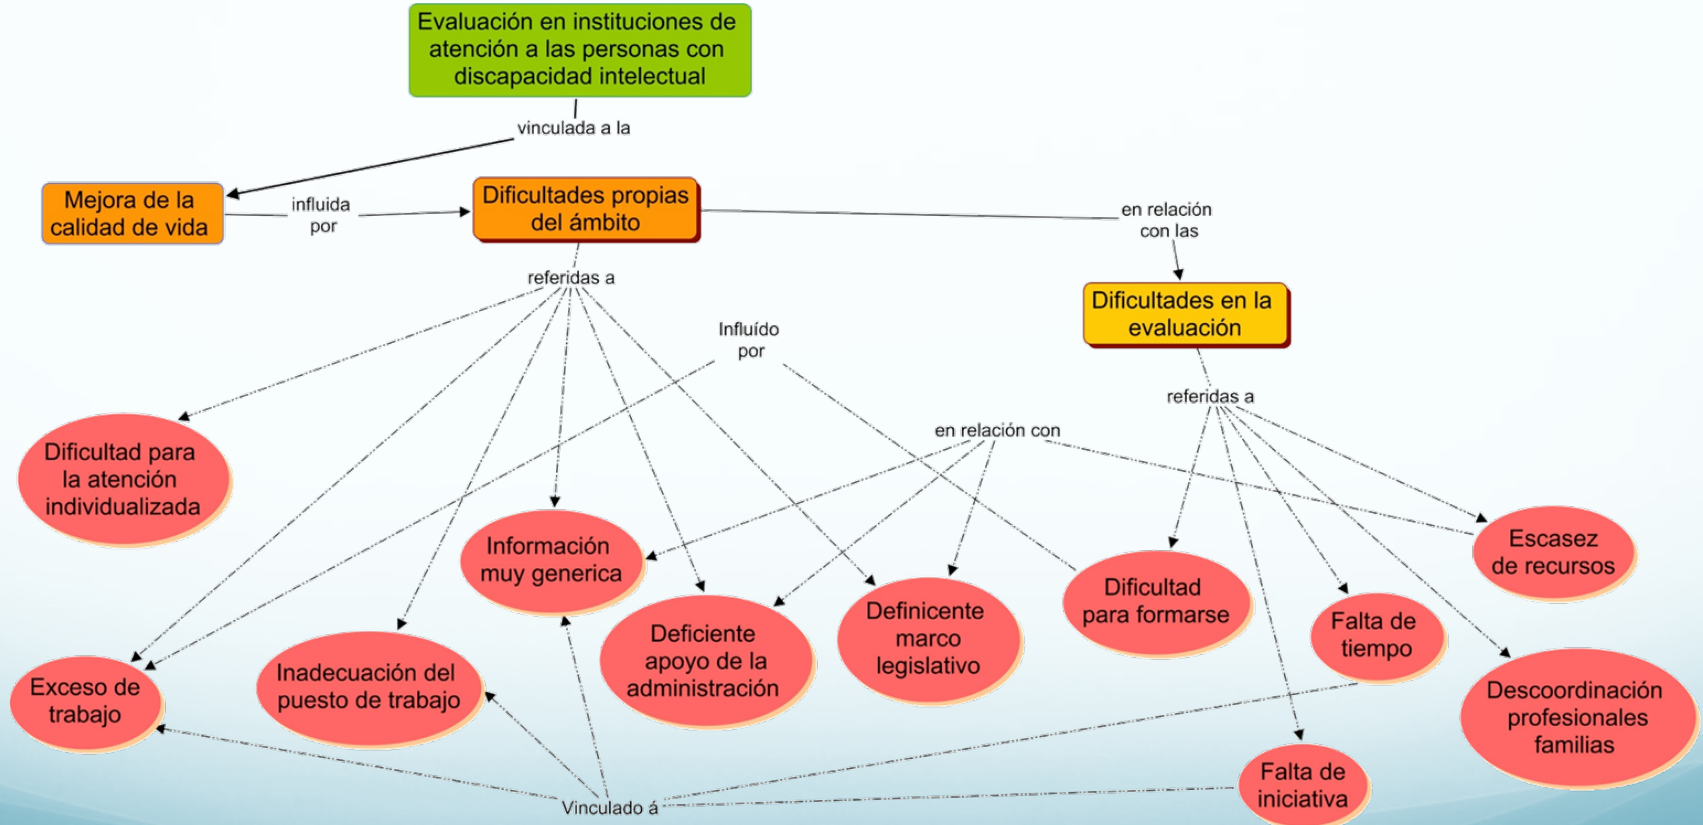 Evaluación en instituciones de
atención a las personas con
discapacidad intelectual
vinculada a la
Mejora de la
calidad de vida
influida
por
Dificultades propias
del ámbito
en relación
con las
referidas a
Dificultades en la
evaluación
Influído
por
referidas a
en relación con
Dificultad para
la atención
individualizada
Información
muy generica
Escasez
de recursos
Dificultad
para formarse
Definicente
marco
legislativo
Falta de
tiempo
Deficiente
apoyo de la
administración
Inadecuación del
puesto de trabajo
Exceso de
trabajo
Descoordinación
profesionales
familias
Falta de
iniciativa
Vinculado á